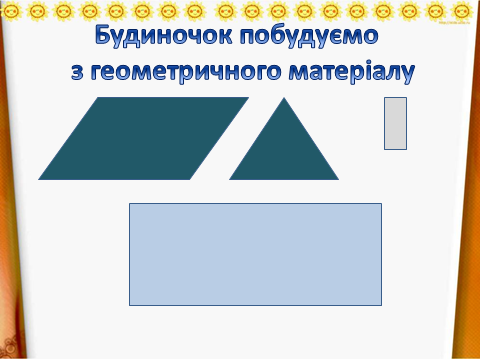 Будиночок побудуємо
з геометричного матеріалу